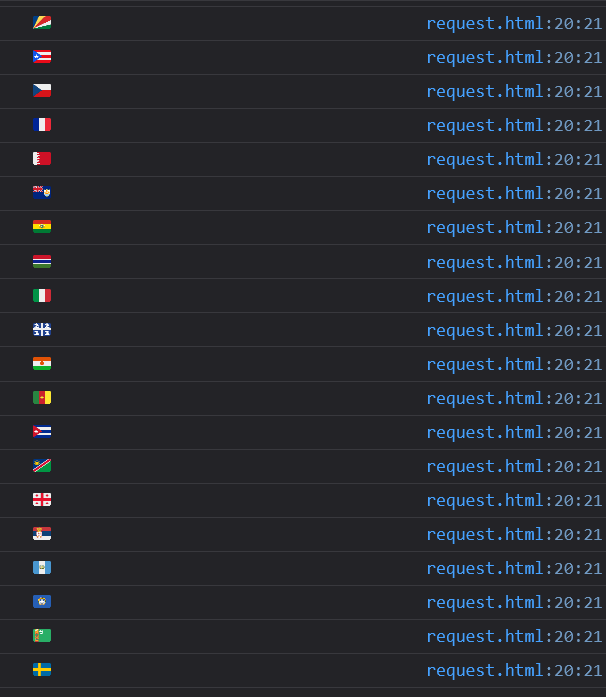 🇸🇨 request.html:20:21
🇵🇷 request.html:20:21
🇨🇿 request.html:20:21
🇫🇷 request.html:20:21
🇧🇭 request.html:20:21
🇦🇮 request.html:20:21
🇧🇴 request.html:20:21
🇬🇲 request.html:20:21
🇮🇹 request.html:20:21
🇲🇶 request.html:20:21
🇳🇪 request.html:20:21
🇨🇲 request.html:20:21
🇨🇺 request.html:20:21
🇳🇦 request.html:20:21
🇬🇪 request.html:20:21
🇷🇸 request.html:20:21
🇬🇹 request.html:20:21
request.html:20:21
🇹🇲 request.html:20:21
🇸🇪 request.html:20:21